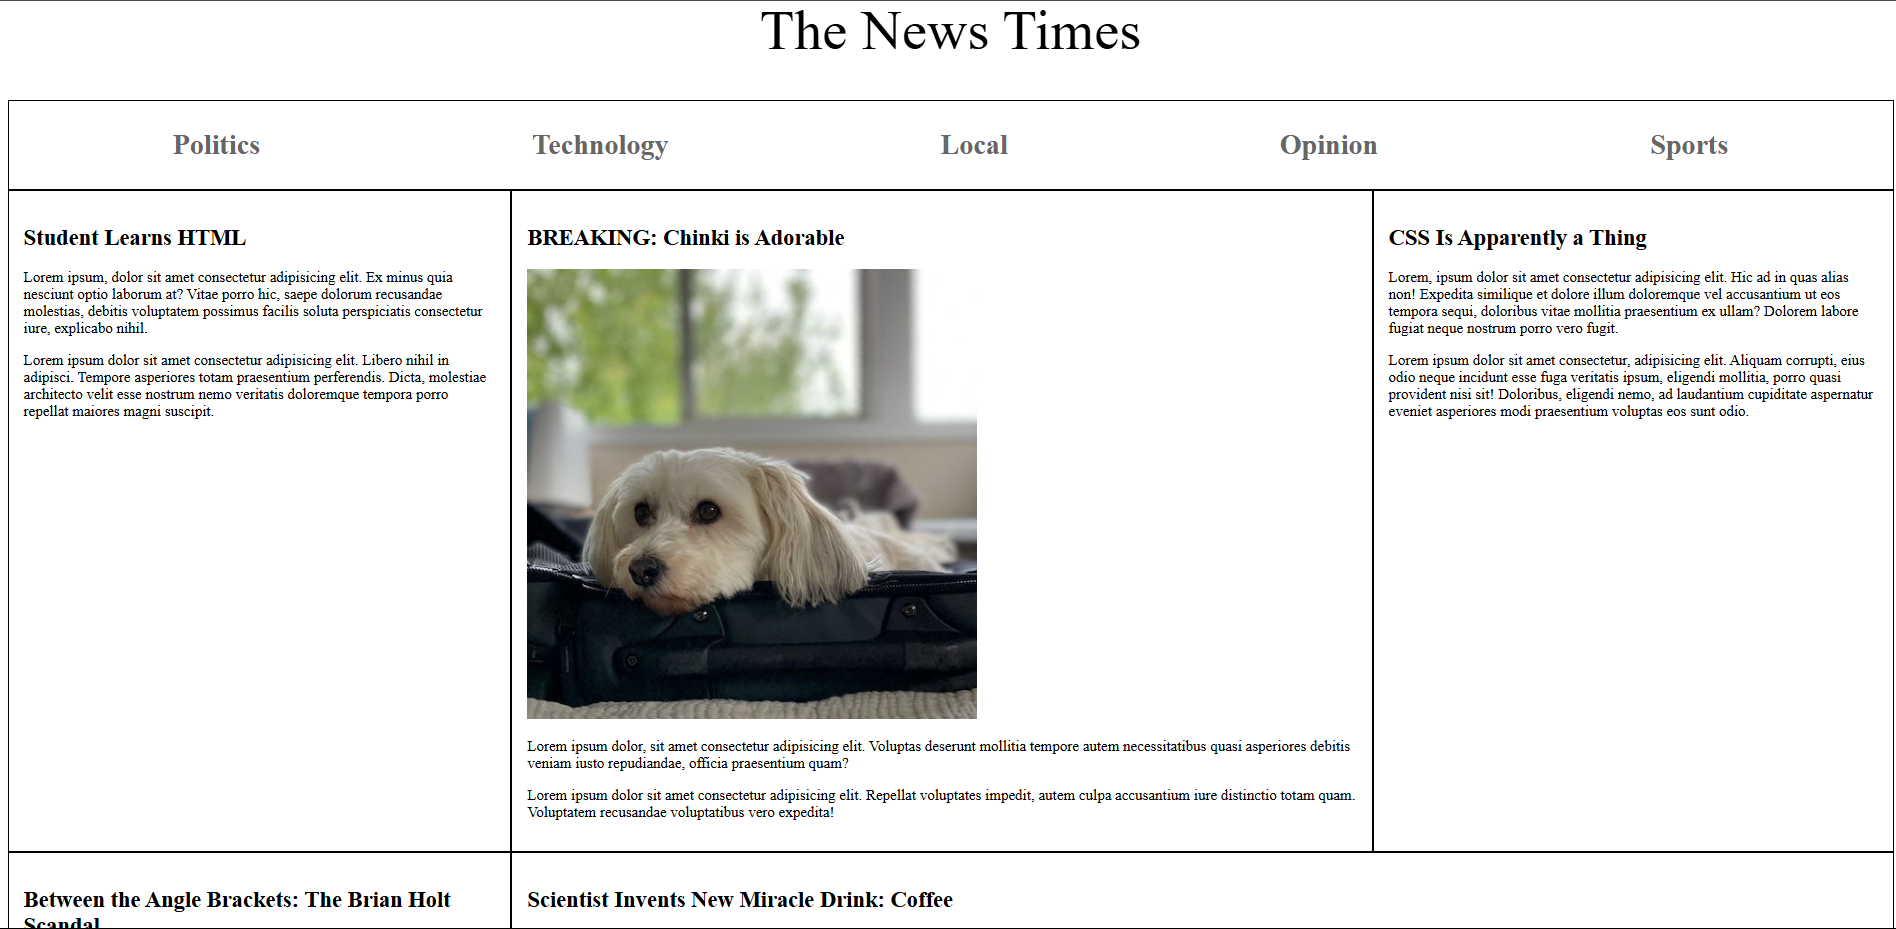 The News Times
Politics Technology Local Opinion Sports
Student Learns HTML
Lorem ipsum, dolor sit amet consectetur adipisicing elit. Ex minus quia
nesciunt optio laborum at? Vitae porro hic, saepe dolorum recusandae
molestias, debitis voluptatem possimus facilis soluta perspiciatis consectetur
iure, explicabo nihil.
Lorem ipsum dolor sit amet consectetur adipisicing elit. Libero nihil in
adipisci. Tempore asperiores totam praesentium perferendis. Dicta, molestiae
architecto velit esse nostrum nemo veritatis doloremque tempora porro
repellat maiores magni suscipit.
BREAKING: Chinki is Adorable
Lorem ipsum dolor, sit amet consectetur adipisicing elit. Voluptas deserunt mollitia tempore autem necessitatibus quasi asperiores debitis
veniam iusto repudiandae, officia praesentium quam?
Lorem ipsum dolor sit amet consectetur adipisicing elit. Repellat voluptates impedit, autem culpa accusantium iure distinctio totam quam.
Voluptatem recusandae voluptatibus vero expedita!
CSS Is Apparently a Thing
Lorem, ipsum dolor sit amet consectetur adipisicing elit. Hic ad in quas alias
non! Expedita similique et dolore illum doloremque vel accusantium ut eos
tempora sequi, doloribus vitae mollitia praesentium ex ullam? Dolorem labore
fugiat neque nostrum porro vero fugit.
Lorem ipsum dolor sit amet consectetur, adipisicing elit. Aliquam corrupti, eius
odio neque incidunt esse fuga veritatis ipsum, eligendi mollitia, porro quasi
provident nisi sit! Doloribus, eligendi nemo, ad laudantium cupiditate aspernatur
eveniet asperiores modi praesentium voluptas eos sunt odio.
Between the Angle Brackets: The Brian Holt
Scandal
Scientist Invents New Miracle Drink: Coffee